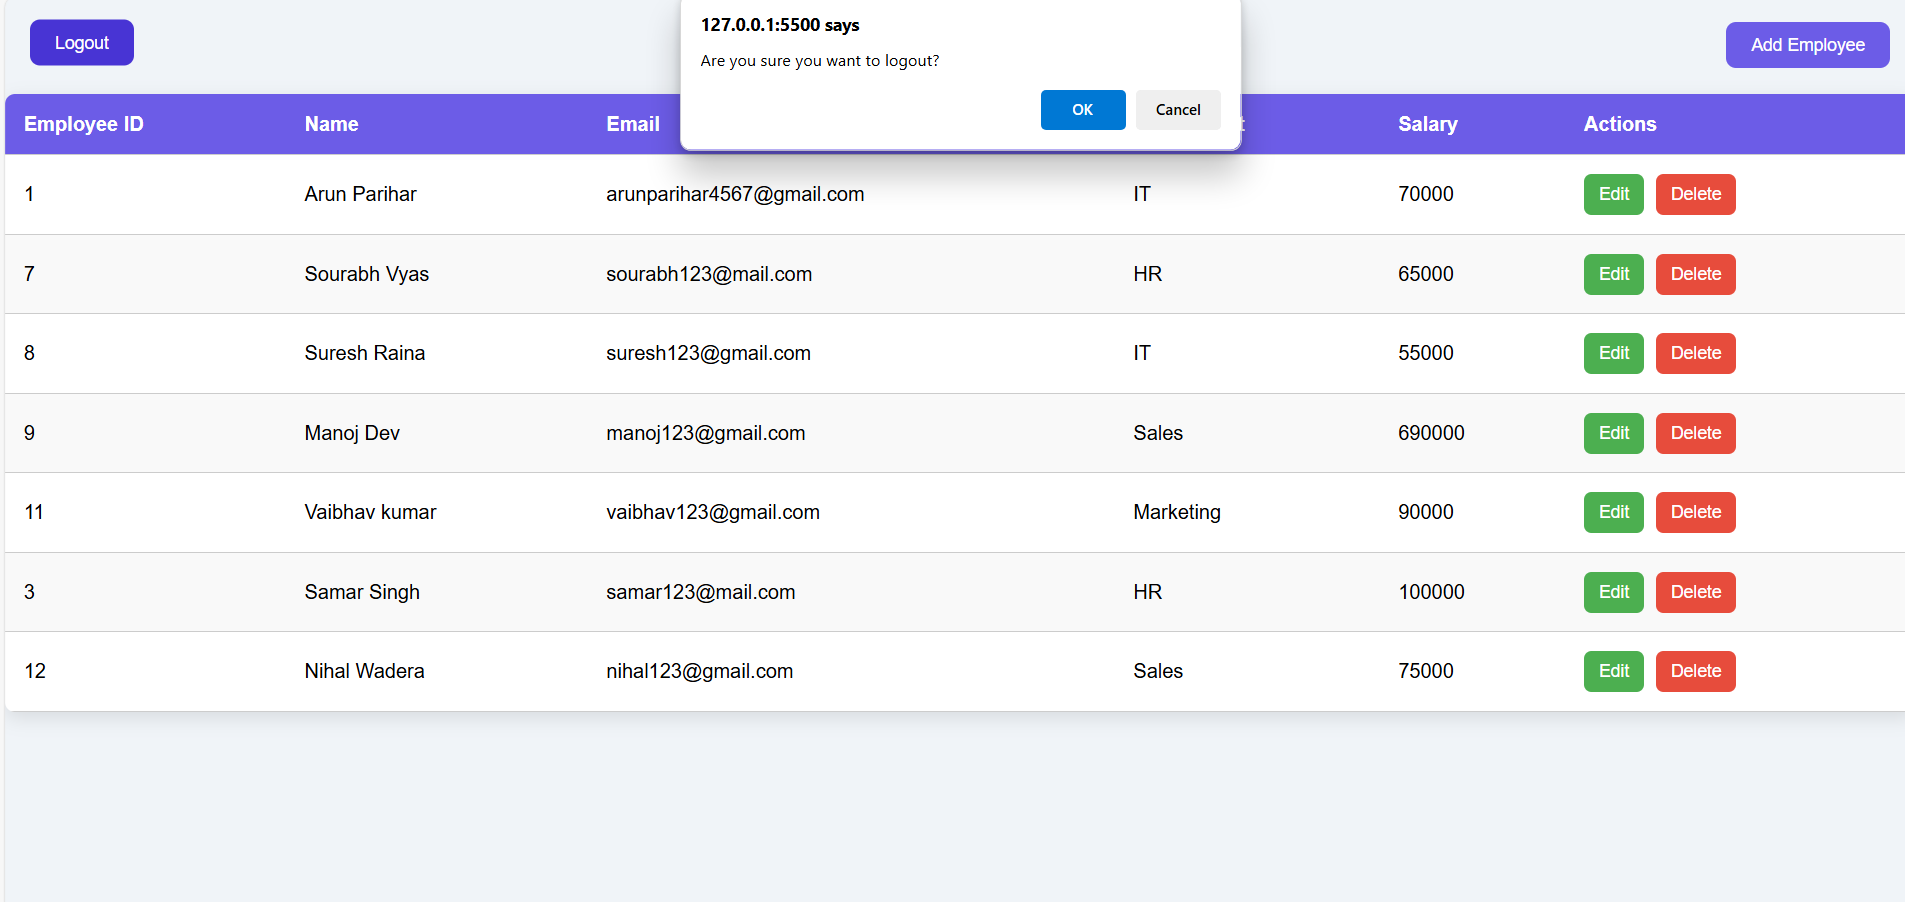 Logout
127.0.0.1:5500 says
Are you sure you want to logout?
OK Cancel
Add Employee
Employee ID Name Email Salary Actions
1 Arun Parihar arunparihar4567@gmail.com IT 70000 Edit Delete
7 Sourabh Vyas sourabh123@mail.com HR 65000 Edit Delete
8 Suresh Raina suresh123@gmail.com IT 55000 Edit Delete
9 Manoj Dev manoj123@gmail.com Sales 690000 Edit Delete
11 Vaibhav kumar vaibhav123@gmail.com Marketing 90000 Edit Delete
3 Samar Singh samar123@mail.com HR 100000 Edit Delete
12 Nihal Wadera nihal123@gmail.com Sales 75000 Edit Delete